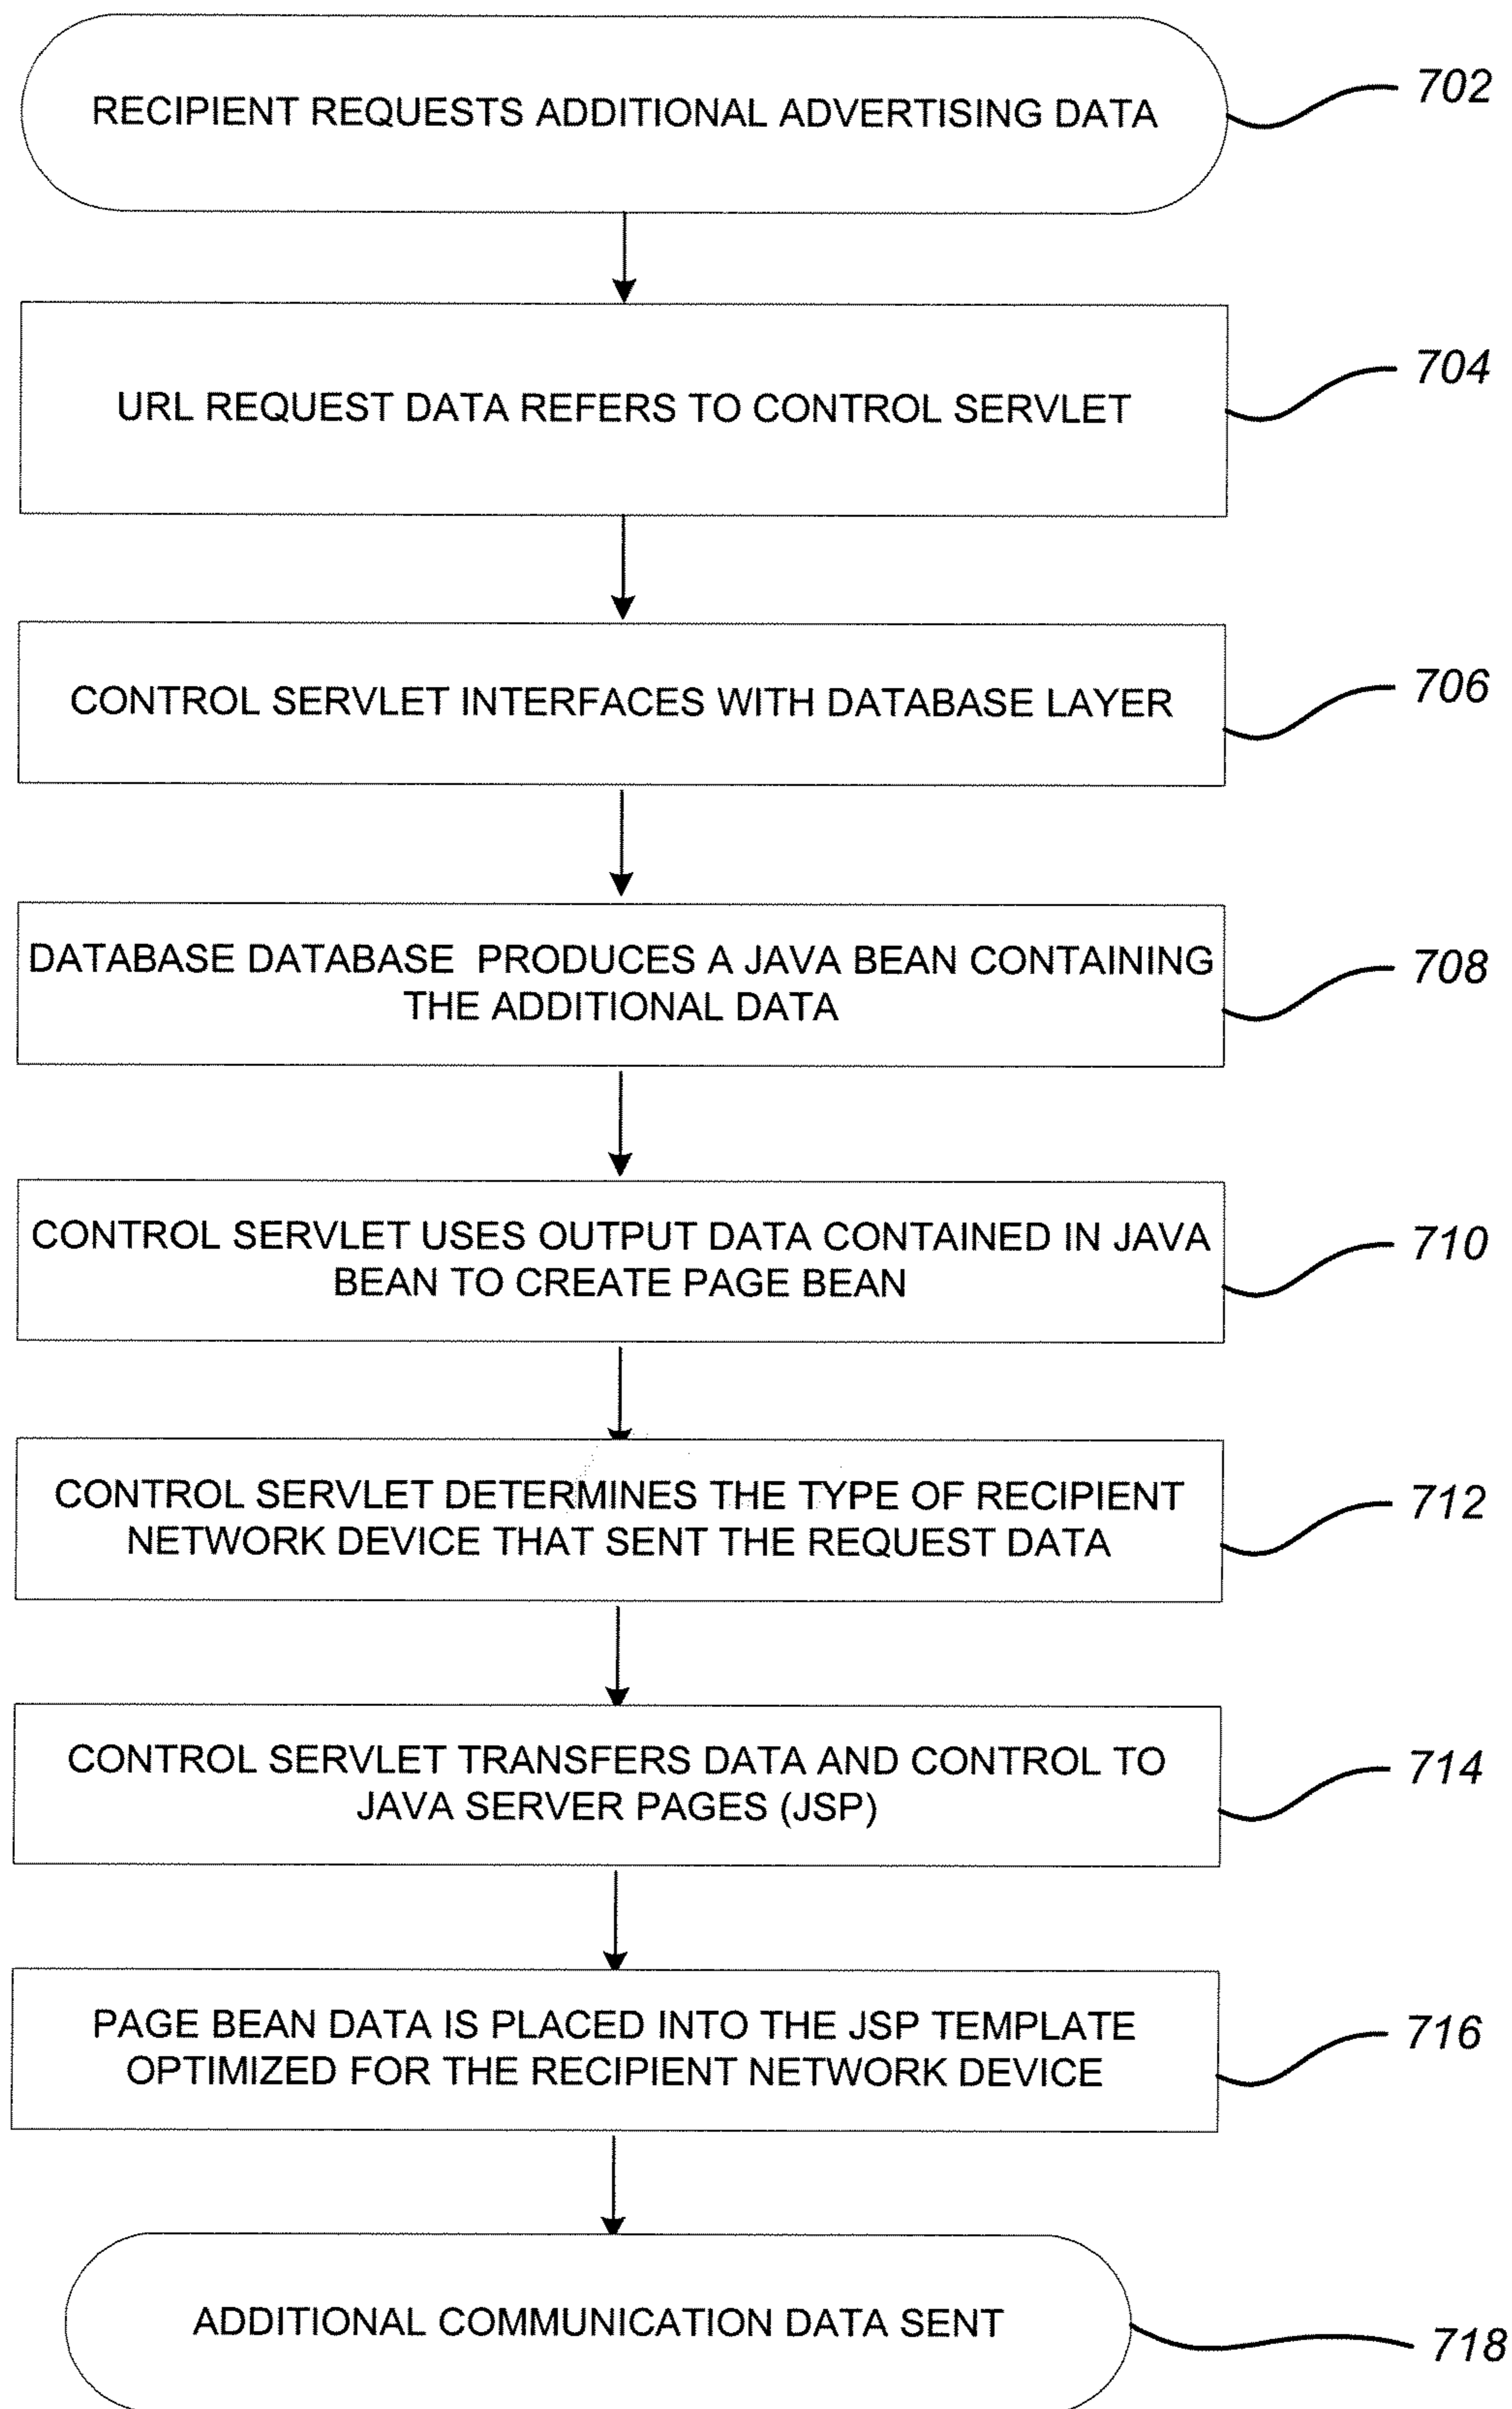 RECIPIENT REQUESTS ADDITIONAL ADVERTISING DATA
702
URL REQUEST DATA REFERS TO CONTROL SERVLET
704
CONTROL SERVLET INTERFACES WITH DATABASE LAYER
706
DATABASE DATABASE PRODUCES A JAVA BEAN CONTAINING
THE ADDITIONAL DATA
708
CONTROL SERVLET USES OUTPUT DATA CONTAINED IN JAVA
BEAN TO CREATE PAGE BEAN
710
CONTROL SERVLET DETERMINES THE TYPE OF RECIPIENT
NETWORK DEVICE THAT SENT THE REQUEST DATA
712
CONTROL SERVLET TRANSFERS DATA AND CONTROL TO
JAVA SERVER PAGES (JSP)
714
PAGE BEAN DATA IS PLACED INTO THE JSP TEMPLATE
OPTIMIZED FOR THE RECIPIENT NETWORK DEVICE
716
ADDITIONAL COMMUNICATION DATA SENT
718